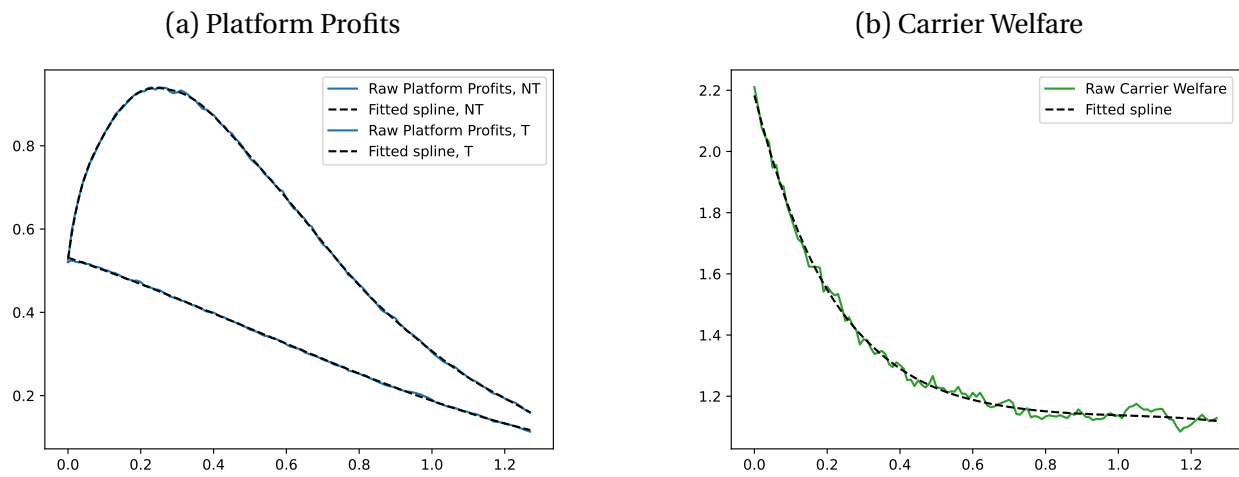 (a) Platform Profits
Raw Platform Profits, NT
Fitted spline, NT
Raw Platform Profits, T
Fitted spline, T
0.8
0.6
0.4
0.2
0.0 0.2 0.4 0.6 0.8 1.0 1.2
(b) Carrier Welfare
Raw Carrier Welfare
Fitted spline
2.2
2.0
1.8
1.6
1.4
1.2
0.0 0.2 0.4 0.6 0.8 1.0 1.2